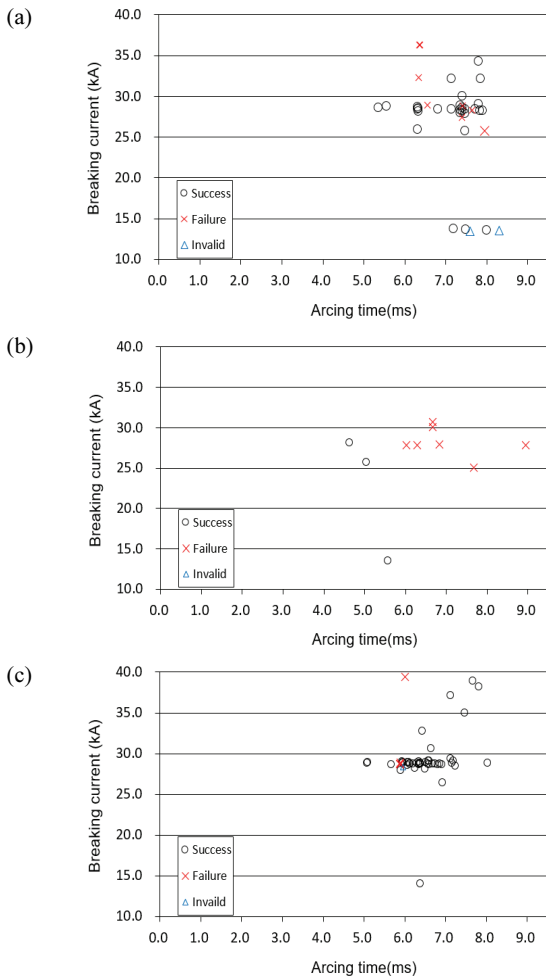 (a)
Breaking current (kA)
40.0
35.0
30.0
25.0
20.0
15.0
10.0
Success
Failure
Invalid
0.0 1.0 2.0 3.0 4.0 5.0 6.0 7.0 8.0 9.0
Arcing time(ms)
(b)
Breaking current (kA)
40.0
35.0
30.0
25.0
20.0
15.0
10.0
Success
Failure
Invalid
0.0 1.0 2.0 3.0 4.0 5.0 6.0 7.0 8.0 9.0
Arcing time(ms)
(c)
Breaking current (kA)
40.0
35.0
30.0
25.0
20.0
15.0
10.0
Success
Failure
Invaild
0.0 1.0 2.0 3.0 4.0 5.0 6.0 7.0 8.0 9.0
Arcing time(ms)